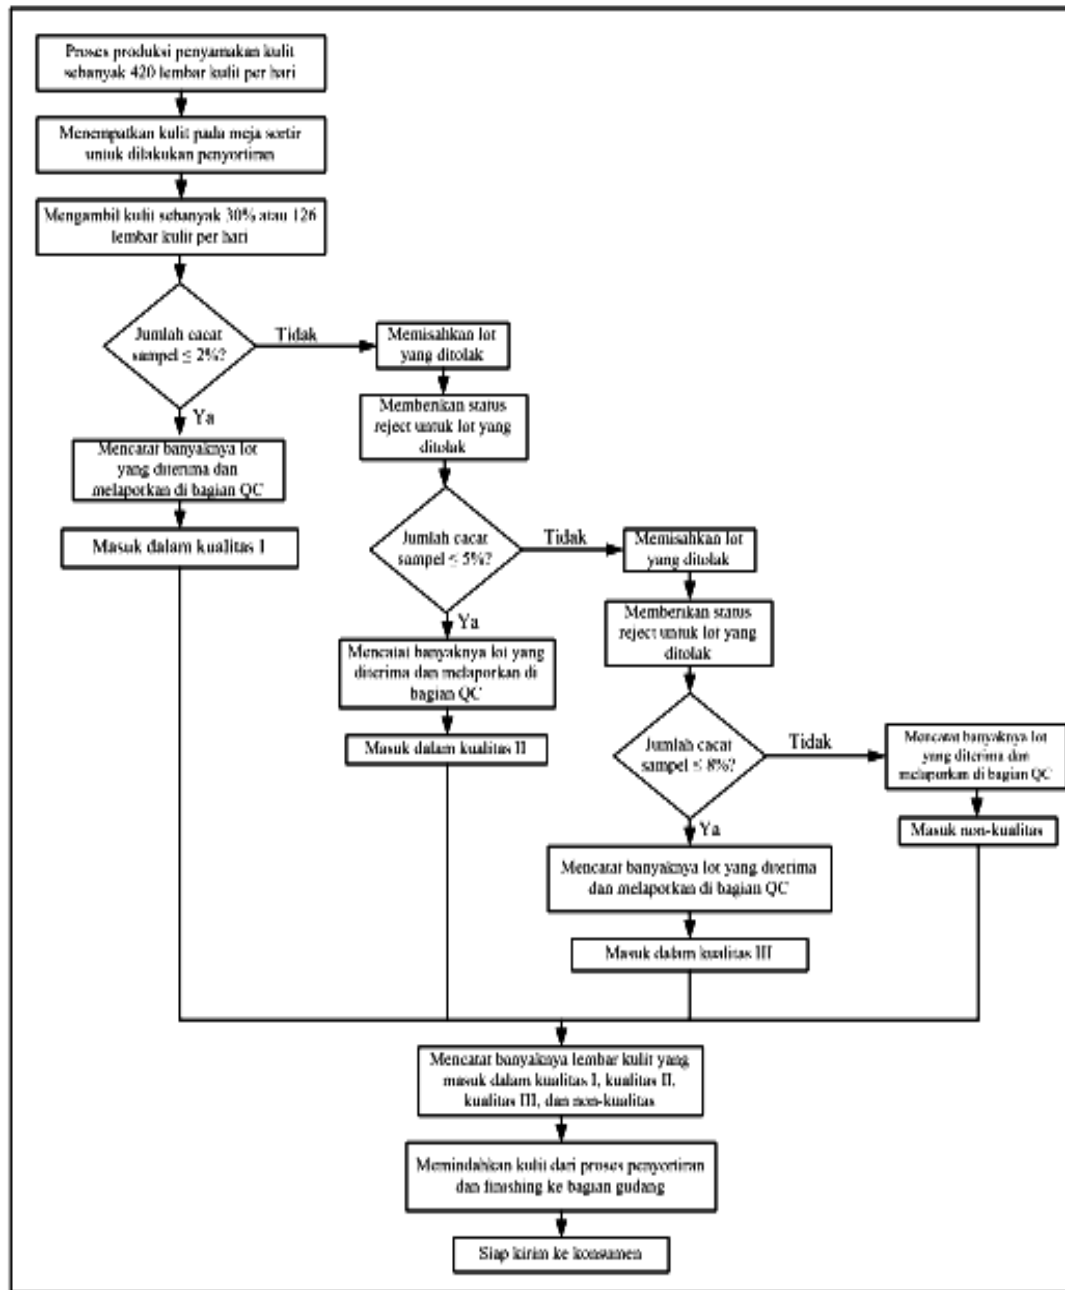 Proses produksi penyamakan kulit
sebanyak 420 lembar kulit per hari
Menempatkan kulit pada meja sortir
untuk dilakukan penyortiran
Mengambil kulit sebanyak 30% atau 126
lembar kulit per hari
Jumlah cacat
sampel ≤ 2%?
Tidak
Memisahkan lot
yang ditolak
Memberikan status
reject untuk lot yang
ditolak
Ya
Mencatat banyaknya lot
yang diterima dan
melaporkan di bagian QC
Masuk dalam kualitas I
Jumlah cacat
sampel ≤ 5%?
Tidak
Memisahkan lot
yang ditolak
Memberikan status
reject untuk lot yang
ditolak
Ya
Mencatat banyaknya lot yang
diterima dan melaporkan di
bagian QC
Masuk dalam kualitas II
Jumlah cacat
sampel ≤ 8%?
Tidak
Mencatat banyaknya lot
yang diterima dan
melaporkan di bagian QC
Masuk non-kualitas
Ya
Mencatat banyaknya lot yang diterima
dan melaporkan di bagian QC
Masuk dalam kualitas III
Mencatat banyaknya lembar kulit yang
masuk dalam kualitas I, kualitas II,
kualitas III, dan non-kualitas
Memindahkan kulit dari proses penyortiran
dan finishing ke bagian gudang
Siap kirim ke konsumen